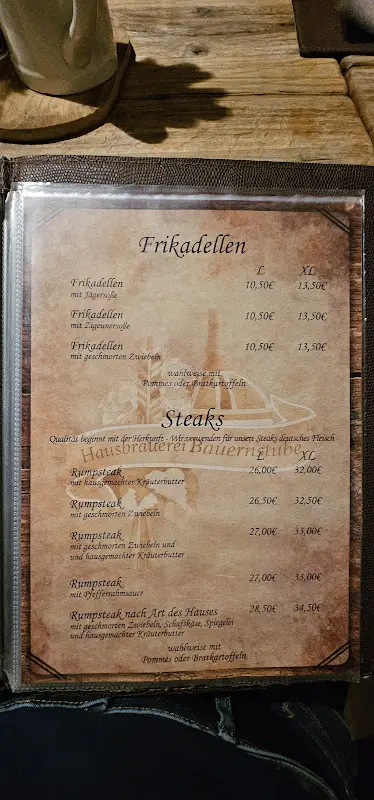 Frikadellen
L XL
Frikadellen 10,50€ 13,50€
mit Jägersoße
Frikadellen 10,50€ 13,50€
mit Zigeunersoße
Frikadellen 10,50€ 13,50€
mit geschmorten Zwiebeln
wahlweise mit
Pommes oder Bratkartoffeln
Steaks
Qualität beginnt mit der Herkunft - Wir verwenden für unsere Steaks deutsches Fleisch
Hausbrauerei Bauernstube
L XL
Rumpsteak 26,00€ 32,00€
mit hausgemachter Kräuterbutter
Rumpsteak 26,50€ 32,50€
mit geschmorten Zwiebeln
Rumpsteak 27,00€ 33,00€
mit geschmorten Zwiebeln und
und hausgemachter Kräuterbutter
Rumpsteak 27,00€ 33,00€
mit Pfeffernahmsauce
Rumpsteak nach Art des Hauses 28,50€ 34,50€
mit geschmorten Zwiebeln, Schafskäse, Spiegelei
und hausgemachter Kräuterbutter
wahlweise mit
Pommes oder Bratkartoffeln